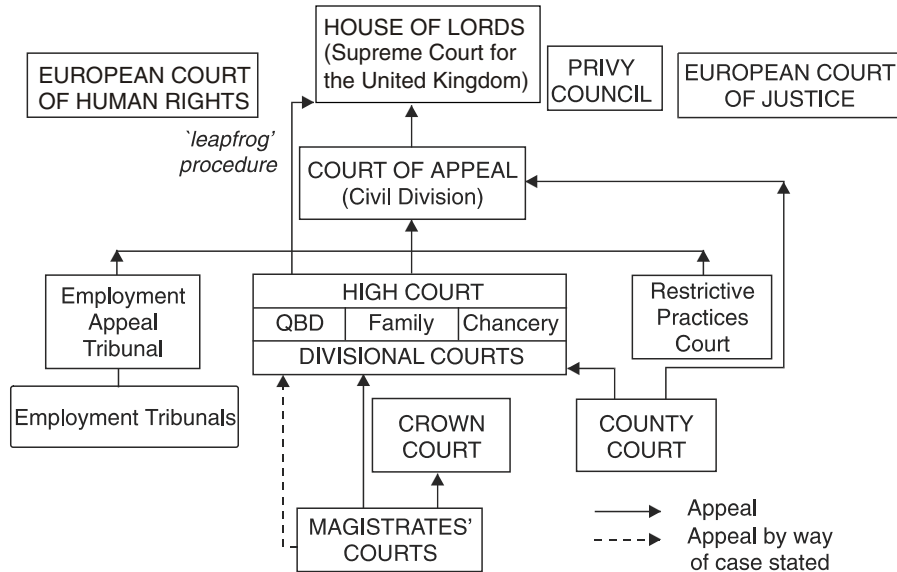 HOUSE OF LORDS
(Supreme Court for
the United Kingdom)
EUROPEAN COURT
OF HUMAN RIGHTS
PRIVY
COUNCIL
EUROPEAN COURT
OF JUSTICE
`leapfrog’
procedure
COURT OF APPEAL
(Civil Division)
Employment
Appeal
Tribunal
HIGH COURT
QBD
Family
Chancery
DIVISIONAL COURTS
Restrictive
Practices
Court
Employment Tribunals
CROWN
COURT
COUNTY
COURT
MAGISTRATES’
COURTS
Appeal
Appeal by way
of case stated